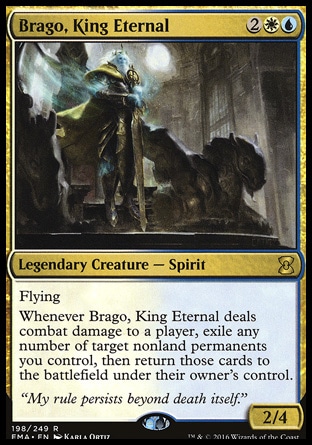 Brago, King Eternal 2
Legendary Creature — Spirit
Flying
Whenever Brago, King Eternal deals
combat damage to a player, exile any
number of target nonland permanents
you control, then return those cards to
the battlefield under their owner's control.
"My rule persists beyond death itself."
198/249 R
EMA • EN Karla Ortiz
™ & © 2016 Wizards of the Coast
2/4